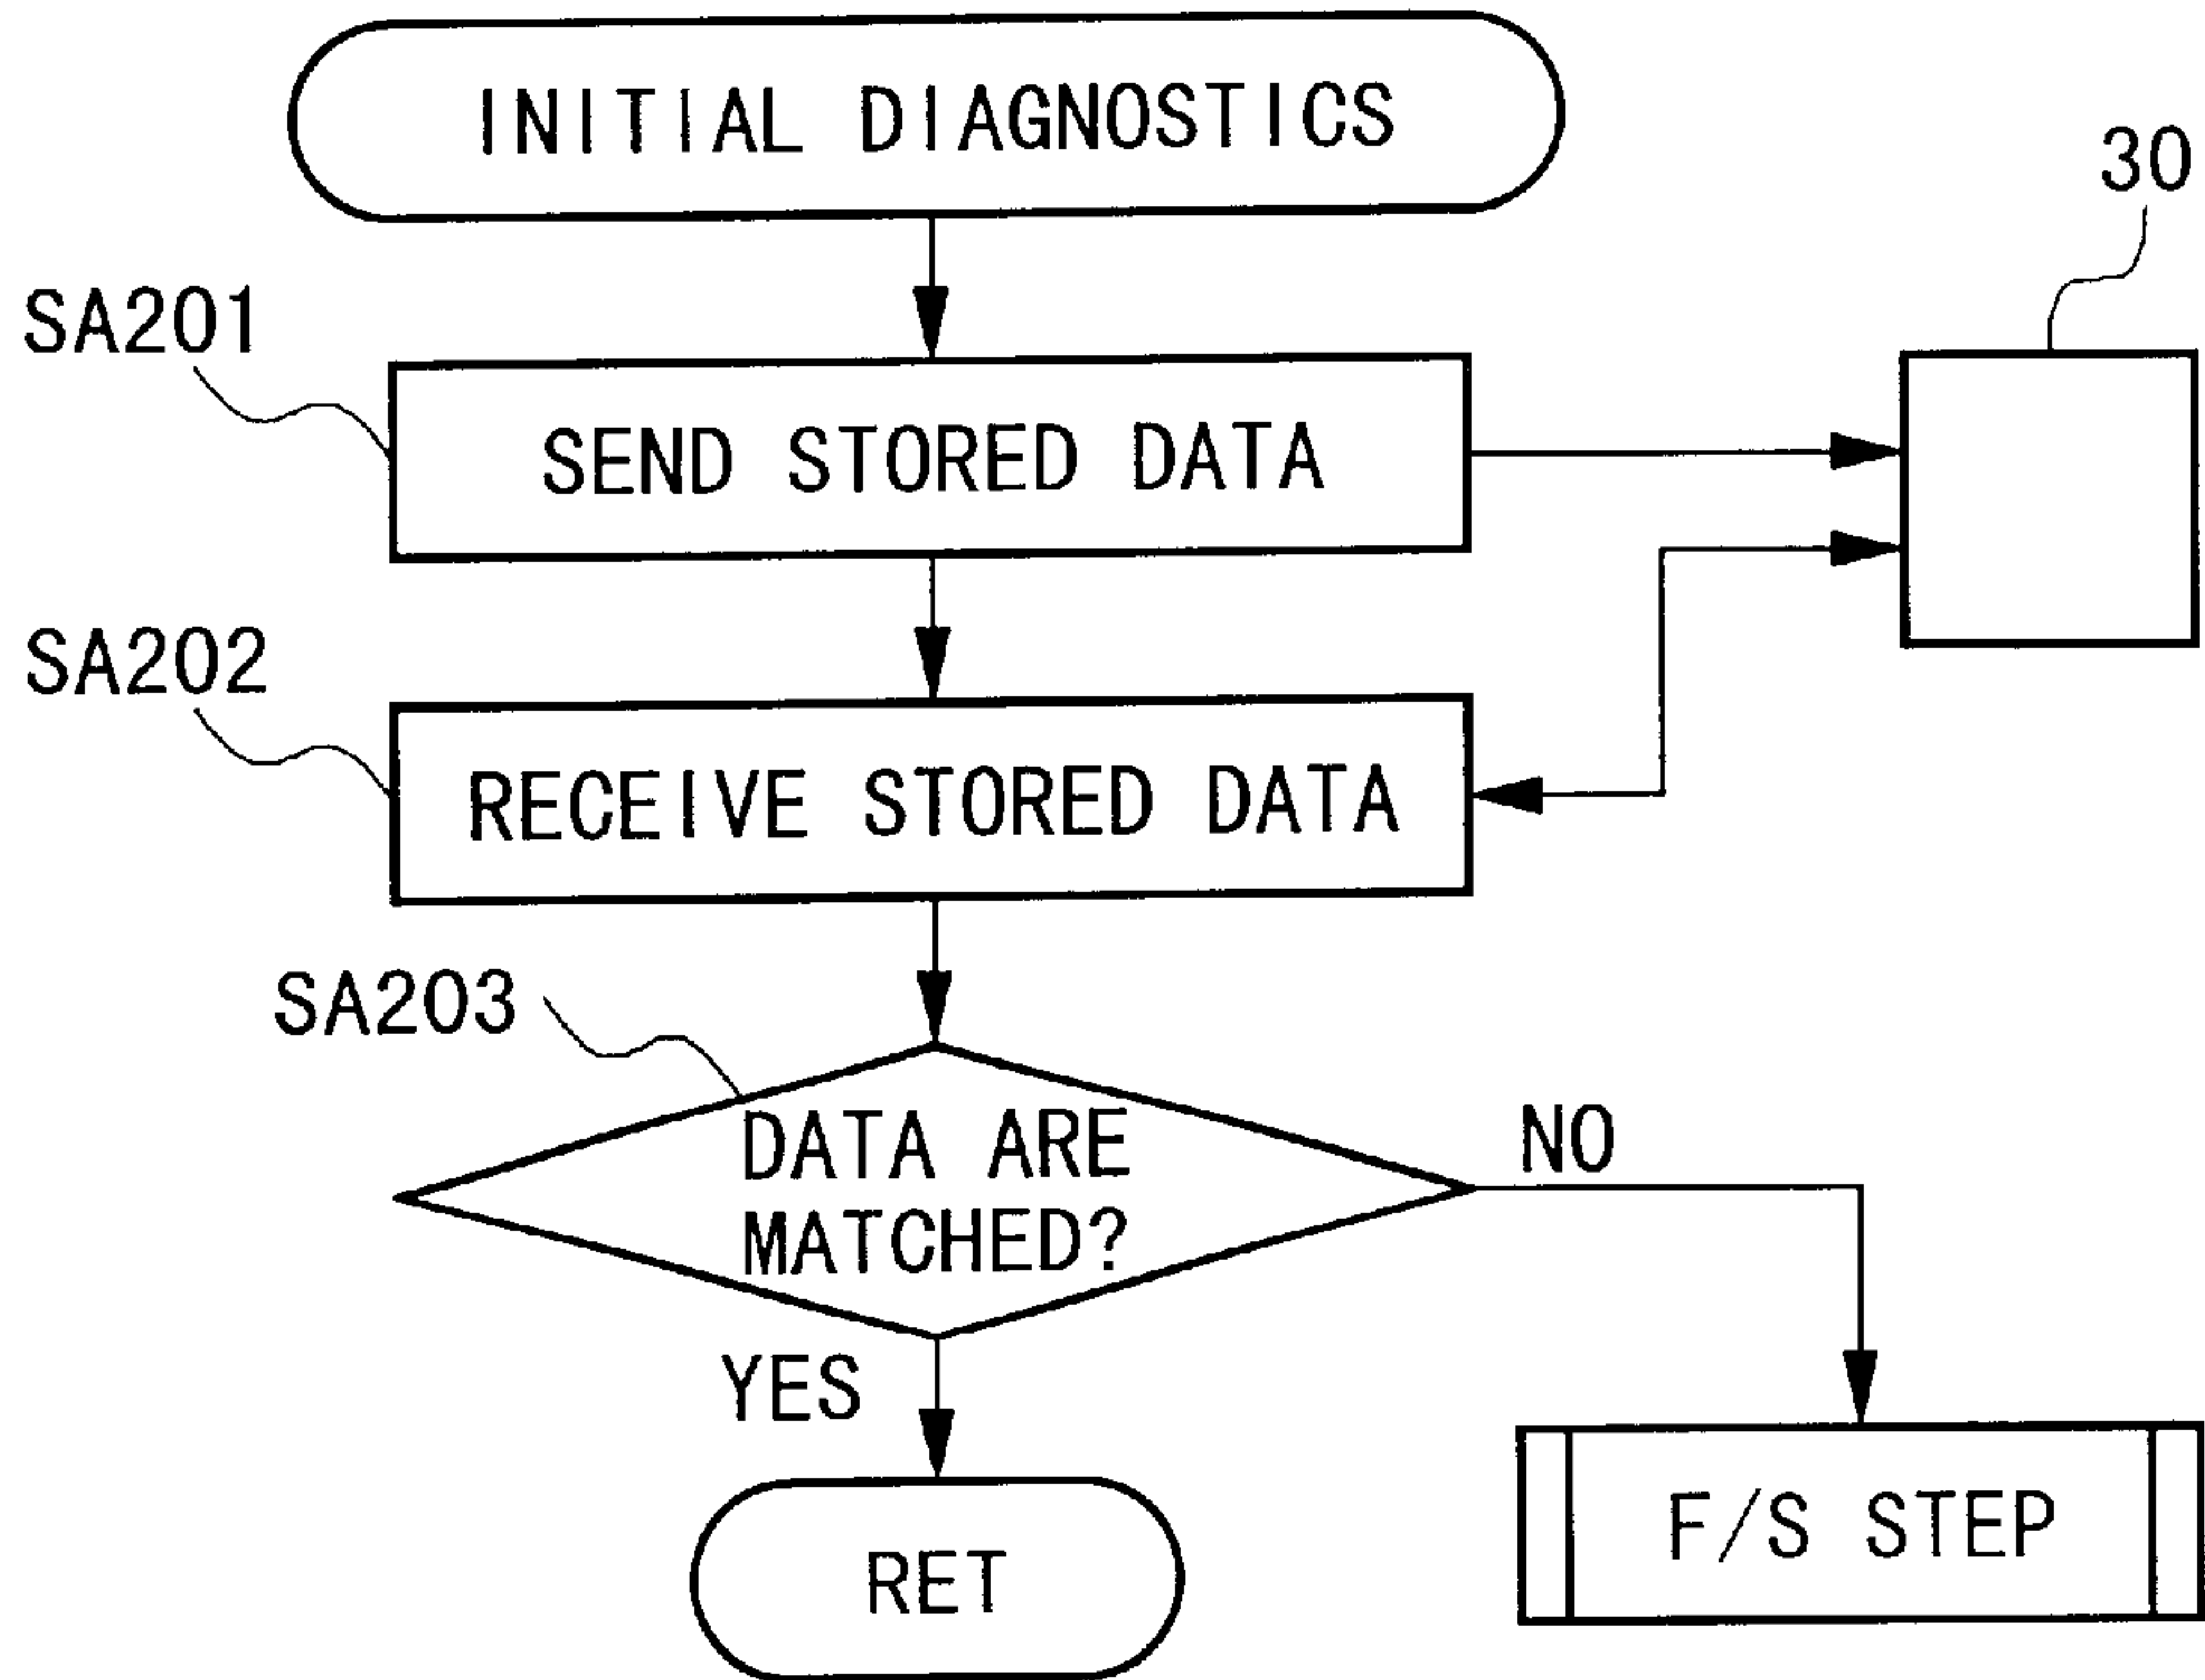 INITIAL DIAGNOSTICS
30
SA201
SEND STORED DATA
SA202
RECEIVE STORED DATA
SA203
DATA ARE
MATCHED?
NO
YES
RET
F/S STEP